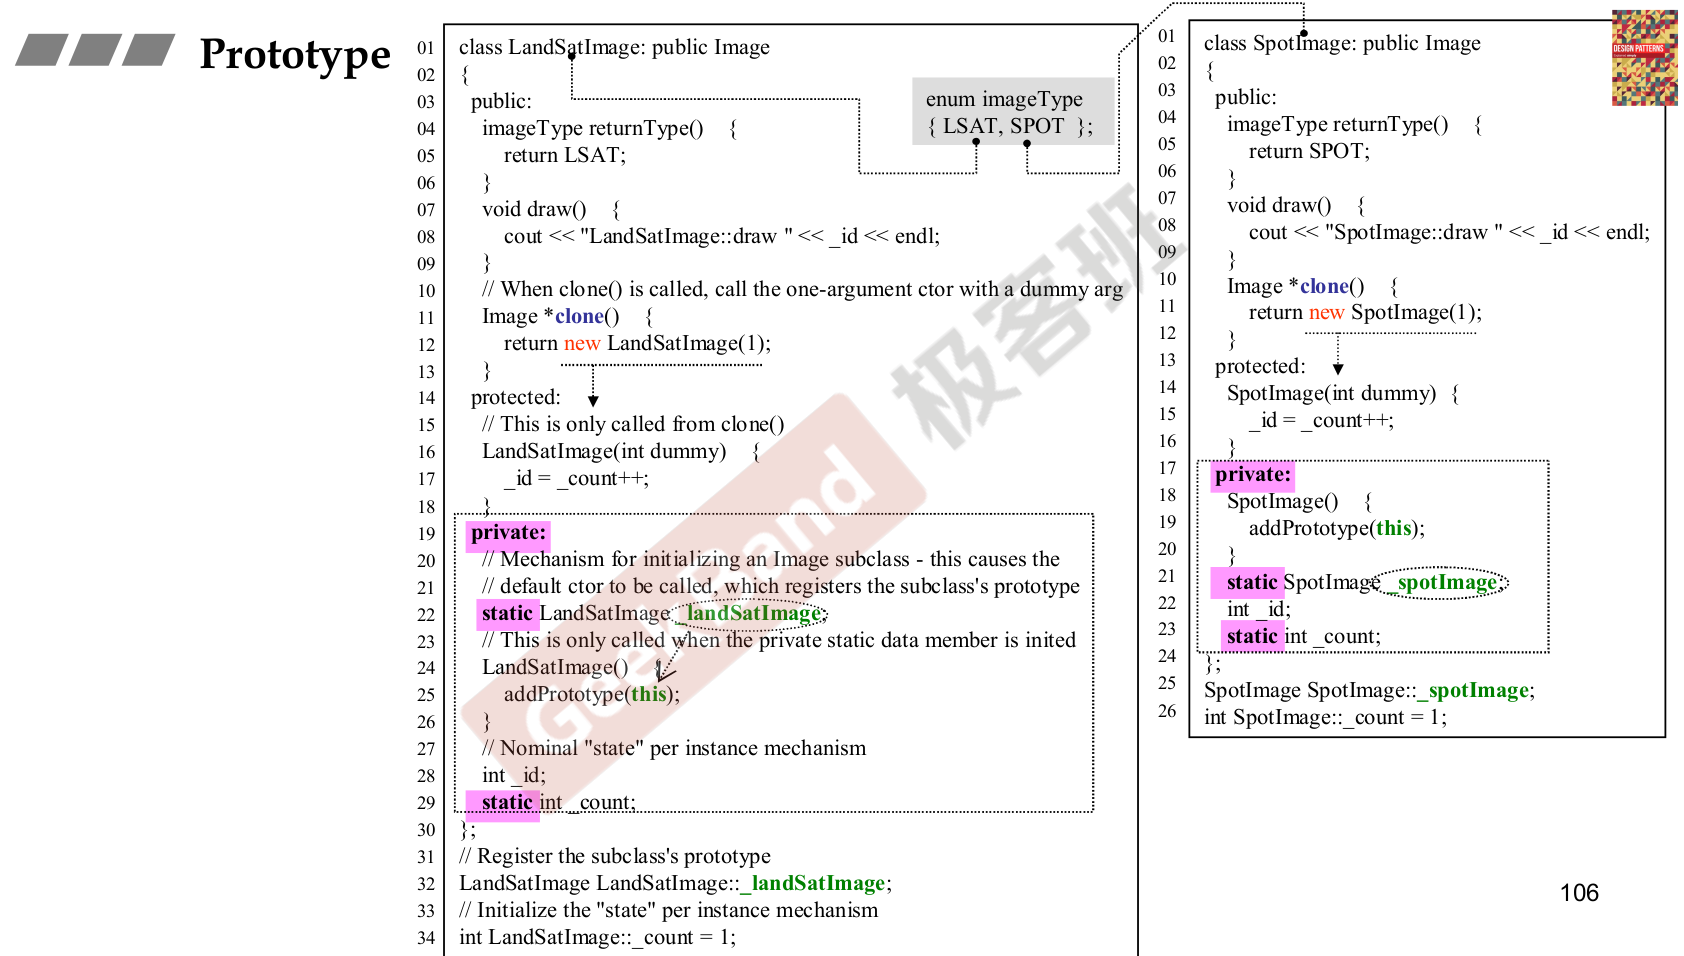 Prototype
01 class LandSatImage: public Image
02 {
03 public:
04 imageType returnType() {
05 return LSAT;
06 }
07 void draw() {
08 cout << "LandSatImage::draw " << _id << endl;
09 }
10 // When clone() is called, call the one-argument ctor with a dummy arg
11 Image *clone() {
12 return new LandSatImage(1);
13 }
14 protected:
15 // This is only called from clone()
16 LandSatImage(int dummy) {
17 _id = _count++;
18 }
19 private:
20 // Mechanism for initializing an Image subclass - this causes the
21 // default ctor to be called, which registers the subclass's prototype
22 static LandSatImage _landSatImage;
23 // This is only called when the private static data member is inited
24 LandSatImage() {
25 addPrototype(this);
26 }
27 // Nominal "state" per instance mechanism
28 int _id;
29 static int _count;
30 };
31 // Register the subclass's prototype
32 LandSatImage LandSatImage::_landSatImage;
33 // Initialize the "state" per instance mechanism
34 int LandSatImage::_count = 1;
enum imageType
{ LSAT, SPOT };
01 class SpotImage: public Image
02 {
03 public:
04 imageType returnType() {
05 return SPOT;
06 }
07 void draw() {
08 cout << "SpotImage::draw " << _id << endl;
09 }
10 Image *clone() {
11 return new SpotImage(1);
12 }
13 protected:
14 SpotImage(int dummy) {
15 _id = _count++;
16 }
17 private:
18 SpotImage() {
19 addPrototype(this);
20 }
21 static SpotImage _spotImage;
22 int _id;
23 static int _count;
24 };
25 SpotImage SpotImage::_spotImage;
26 int SpotImage::_count = 1;
DESIGN PATTERNS
GeekBand 极客班
106